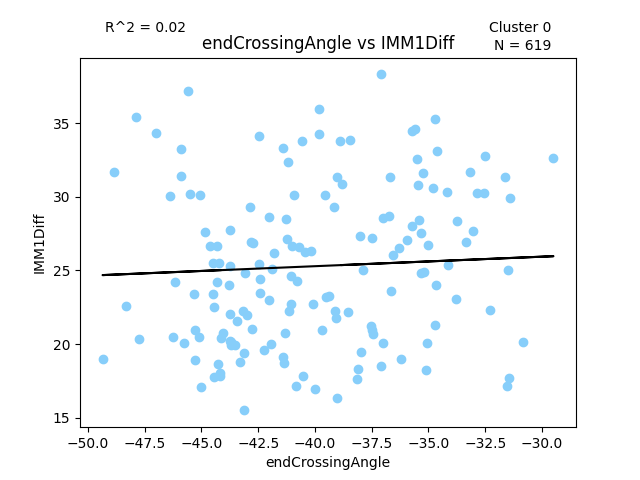 R^2 = 0.02
Cluster 0
endCrossingAngle vs IMM1Diff
N = 619
IMM1Diff
35
30
25
20
15
−50.0 −47.5 −45.0 −42.5 −40.0 −37.5 −35.0 −32.5 −30.0
endCrossingAngle